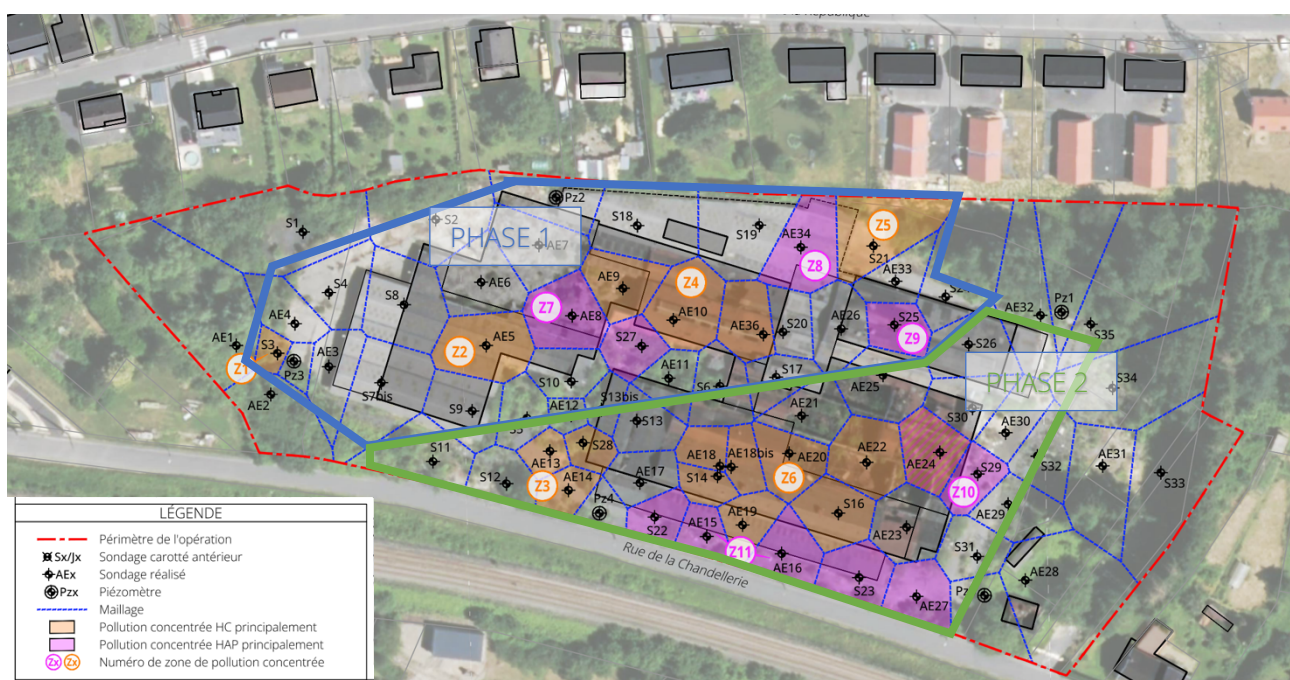 République
Pz2
S1
S2
S18
S19
Z5
PHASE 1
AE7
AE34
S21
Z8
AE33
S4
AE6
AE9
Z4
S8
Z7
AE8
AE10
AE36
S20
AE26
S25
Z9
AE32
Pz1
S35
AE4
AE1
S3
Z1
Pz3
AE3
Z2
AE5
S27
S26
AE2
S7bis
S10
AE11
S6
S17
AE25
PHASE 2
S34
S9
AE12
S13bis
S13
AE21
S30
AE30
S11
S28
AE13
AE18
AE18bis
AE20
AE22
AE24
S29
S32
AE31
S33
S12
Z3
AE14
AE17
S14
Z6
Z10
Pz4
S22
AE15
AE19
S16
AE23
AE29
Z11
AE16
S23
AE27
S31
AE28
Rue de la Chandellerie
LÉGENDE
Périmètre de l'opération
Sx/Jx Sondage carotté antérieur
AEx Sondage réalisé
Pzx Piézomètre
Maillage
Pollution concentrée HC principalement
Pollution concentrée HAP principalement
Zx Zx Numéro de zone de pollution concentrée